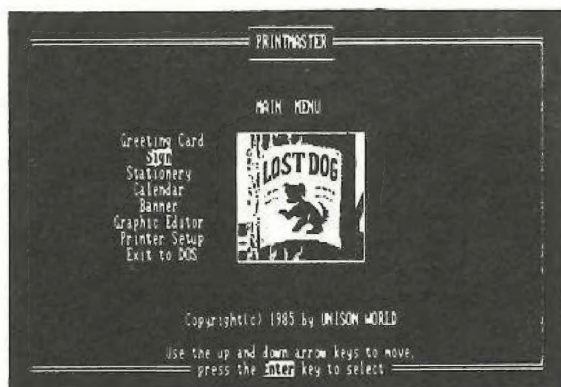 PRINTMASTER
MAIN MENU
Greeting Card
Sign
Stationery
Calendar
Banner
Graphic Editor
Printer Setup
Exit to DOS
LOST DOG
Copyright(c) 1985 by UNISON WORLD
Use the up and down arrow keys to move,
press the Enter key to select